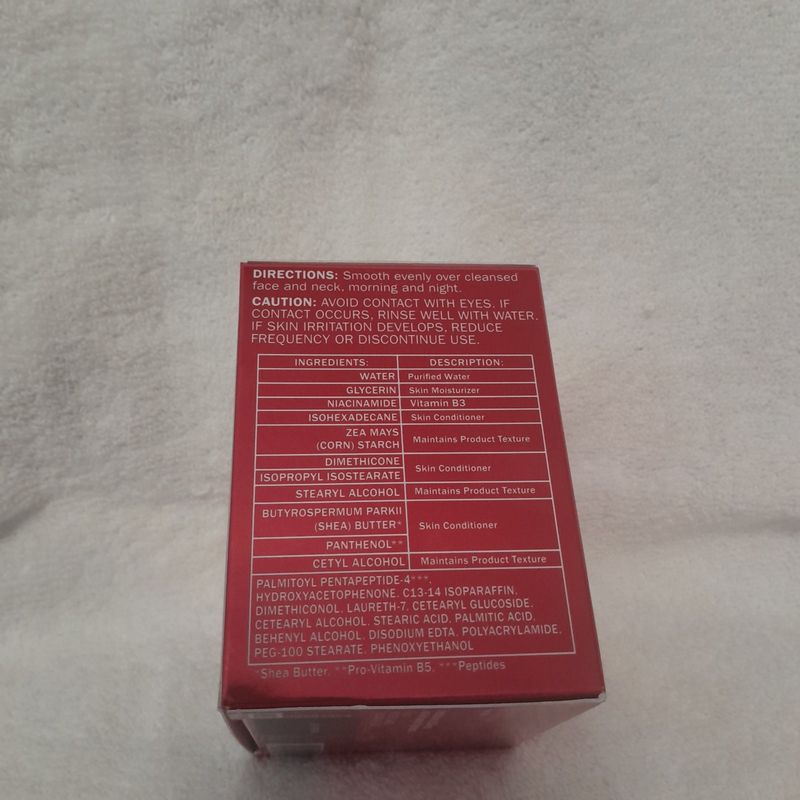 DIRECTIONS: Smooth evenly over cleansed
face and neck, morning and night.
CAUTION: AVOID CONTACT WITH EYES. IF
CONTACT OCCURS, RINSE WELL WITH WATER.
IF SKIN IRRITATION DEVELOPS, REDUCE
FREQUENCY OR DISCONTINUE USE.
INGREDIENTS: DESCRIPTION:
WATER Purified Water
GLYCERIN Skin Moisturizer
NIACINAMIDE Vitamin B3
ISOHEXADECANE Skin Conditioner
ZEA MAYS
(CORN) STARCH Maintains Product Texture
DIMETHICONE
ISOPROPYL ISOSTEARATE Skin Conditioner
STEARYL ALCOHOL Maintains Product Texture
BUTYROSPERMUM PARKII
(SHEA) BUTTER* Skin Conditioner
PANTHENOL**
CETYL ALCOHOL Maintains Product Texture
PALMITOYL PENTAPEPTIDE-4***,
HYDROXYACETOPHENONE, C13-14 ISOPARAFFIN,
DIMETHICONOL, LAURETH-7, CETEARYL GLUCOSIDE,
CETEARYL ALCOHOL, STEARIC ACID, PALMITIC ACID,
BEHENYL ALCOHOL, DISODIUM EDTA, POLYACRYLAMIDE,
PEG-100 STEARATE, PHENOXYETHANOL
*Shea Butter. **Pro-Vitamin B5. ***Peptides